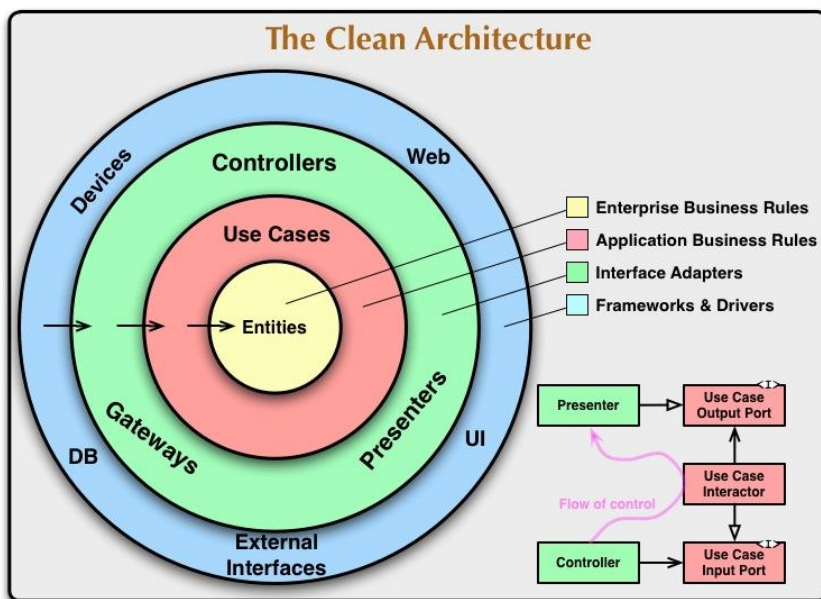 The Clean Architecture
Devices
Web
Controllers
Use Cases
Entities
Gateways
Presenters
DB
UI
External
Interfaces
Enterprise Business Rules
Application Business Rules
Interface Adapters
Frameworks & Drivers
Presenter
<I>
Use Case
Output Port
Use Case
Interactor
Flow of control
Controller
<I>
Use Case
Input Port